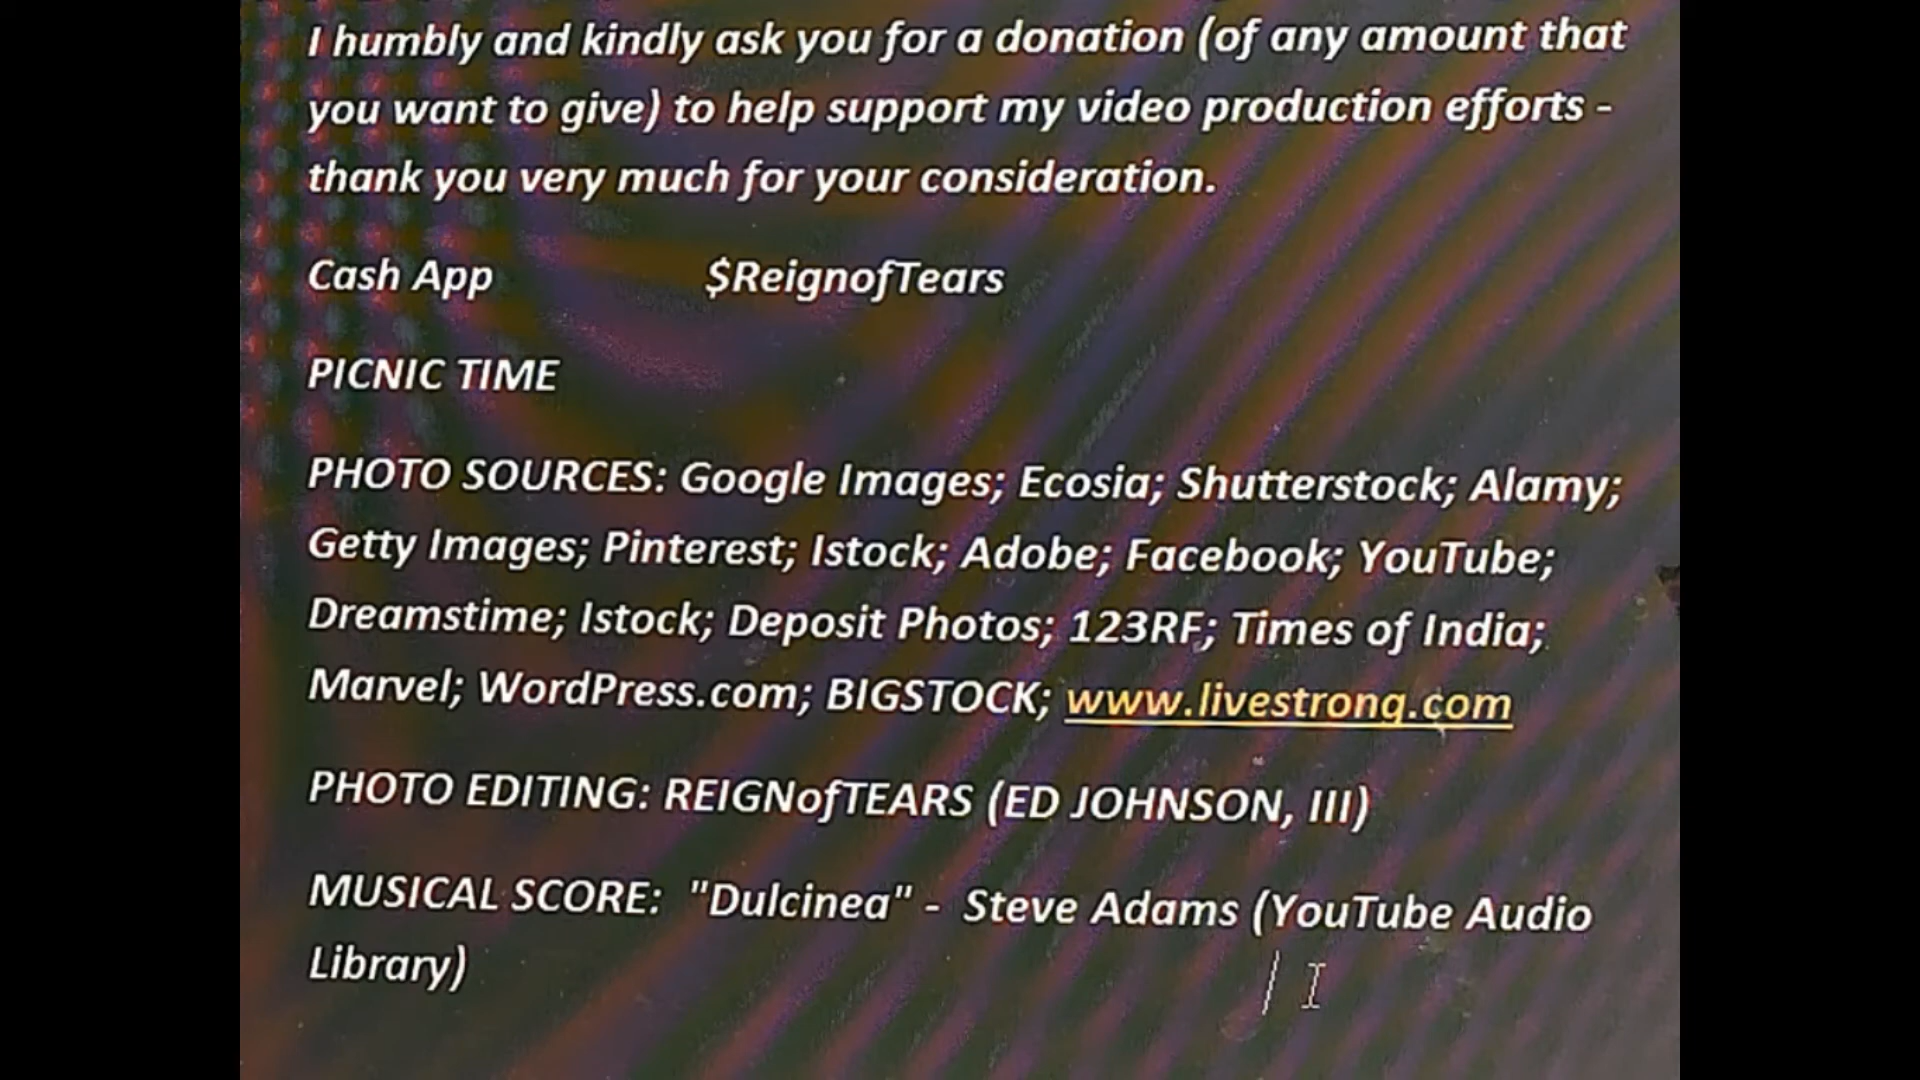 I humbly and kindly ask you for a donation (of any amount that
you want to give) to help support my video production efforts -
thank you very much for your consideration.
Cash App $ReignofTears
PICNIC TIME
PHOTO SOURCES: Google Images; Ecosia; Shutterstock; Alamy;
Getty Images; Pinterest; Istock; Adobe; Facebook; YouTube;
Dreamstime; Istock; Deposit Photos; 123RF; Times of India;
Marvel; WordPress.com; BIGSTOCK; www.livestrong.com
PHOTO EDITING: REIGNofTEARS (ED JOHNSON, III)
MUSICAL SCORE: "Dulcinea" - Steve Adams (YouTube Audio
Library)